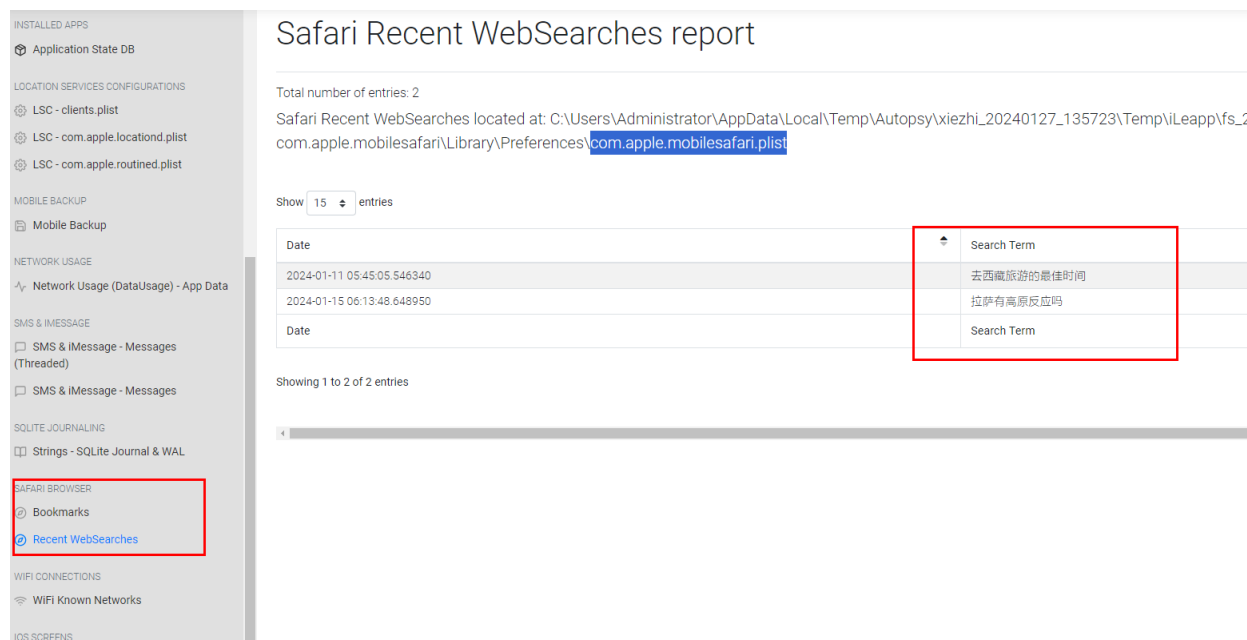 INSTALLED APPS
Application State DB
LOCATION SERVICES CONFIGURATIONS
LSC - clients.plist
LSC - com.apple.locationd.plist
LSC - com.apple.routined.plist
MOBILE BACKUP
Mobile Backup
NETWORK USAGE
Network Usage (DataUsage) - App Data
SMS & IMESSAGE
SMS & iMessage - Messages
(Threaded)
SMS & iMessage - Messages
SQLITE JOURNALING
Strings - SQLite Journal & WAL
SAFARI BROWSER
Bookmarks
Recent WebSearches
WIFI CONNECTIONS
WiFi Known Networks
IOS SCREENS
Safari Recent WebSearches report
Total number of entries: 2
Safari Recent WebSearches located at: C:\Users\Administrator\AppData\Local\Temp\Autopsy\xiezhi_20240127_135723\Temp\iLeapp\fs_2
com.apple.mobilesafari\Library\Preferences\com.apple.mobilesafari.plist
Show 15 entries
Date Search Term
2024-01-11 05:45:05.546340 去西藏旅游的最佳时间
2024-01-15 06:13:48.648950 拉萨有高原反应吗
Date Search Term
Showing 1 to 2 of 2 entries